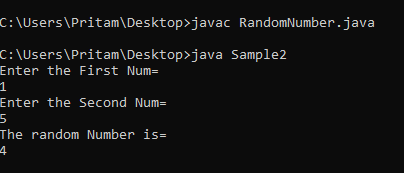 C:\Users\Pritam\Desktop>javac RandomNumber.java
C:\Users\Pritam\Desktop>java Sample2
Enter the First Num=
1
Enter the Second Num=
5
The random Number is=
4